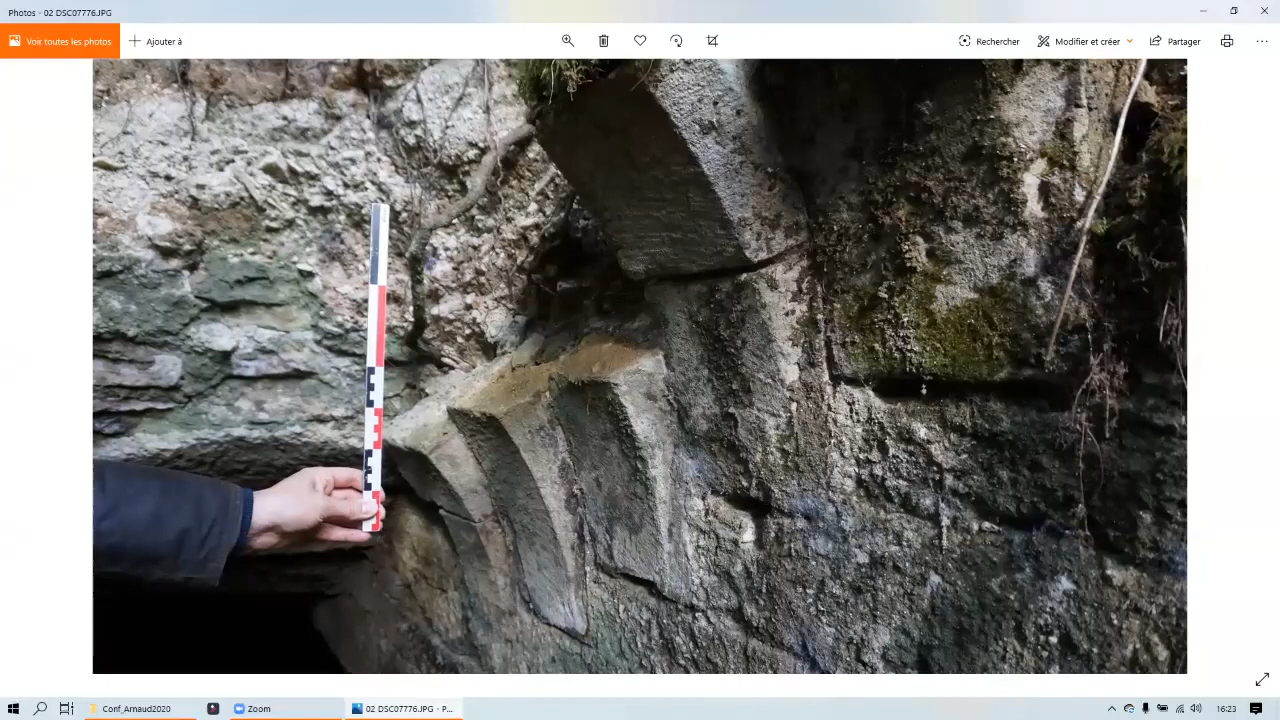 Photos - 02 DSC07776.JPG
Voir toutes les photos
Ajouter à
Rechercher
Modifier et créer
Partager
Conf_Arnaud2020
Zoom
02 DSC07776.JPG - P...
16:23